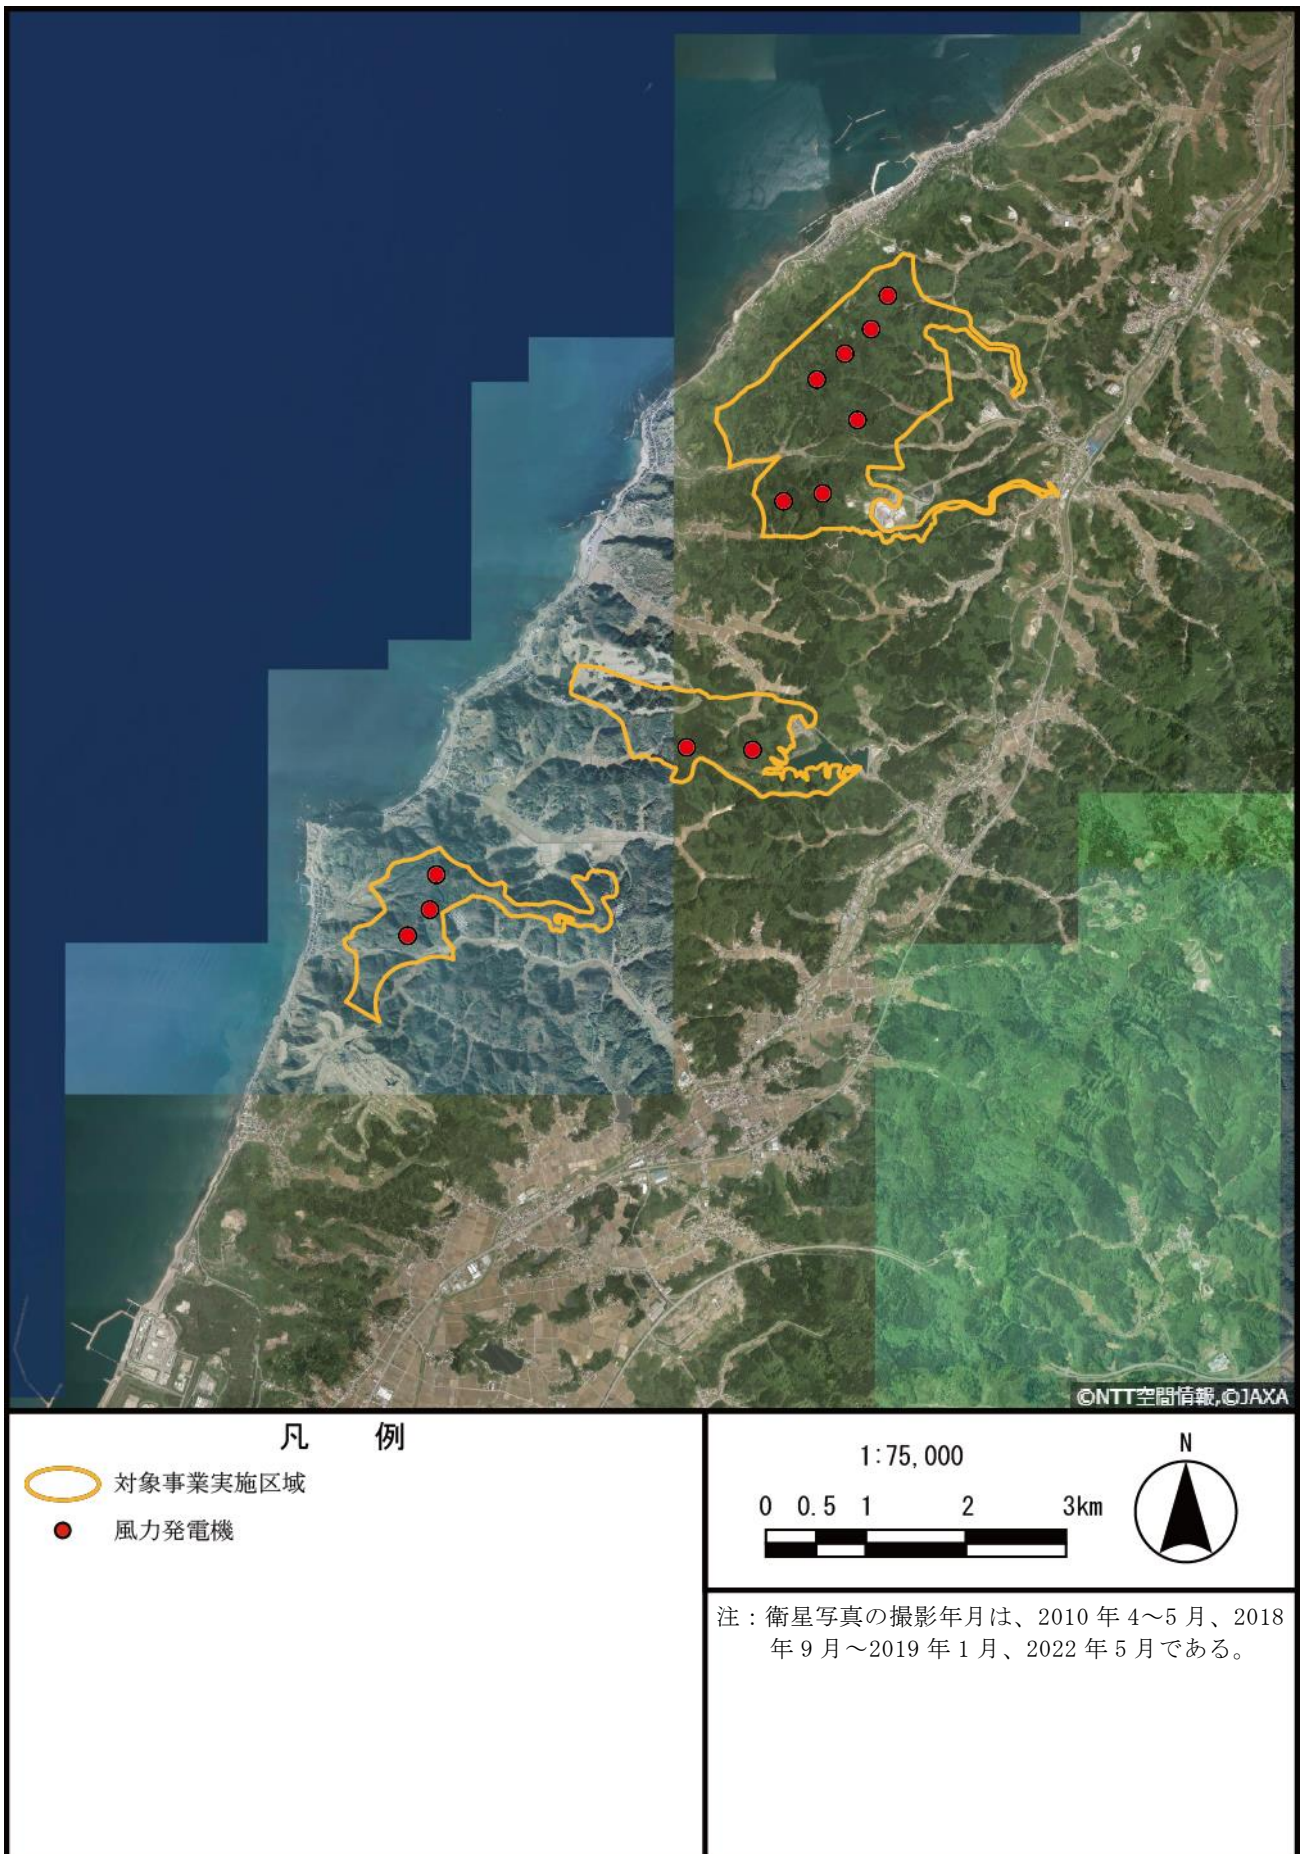 ©NTT空間情報,©JAXA
凡 例
対象事業実施区域
風力発電機
1:75,000
0 0.5 1 2 3km
N
注：衛星写真の撮影年月は、2010 年 4～5 月、2018
年 9 月～2019 年 1 月、2022 年 5 月である。